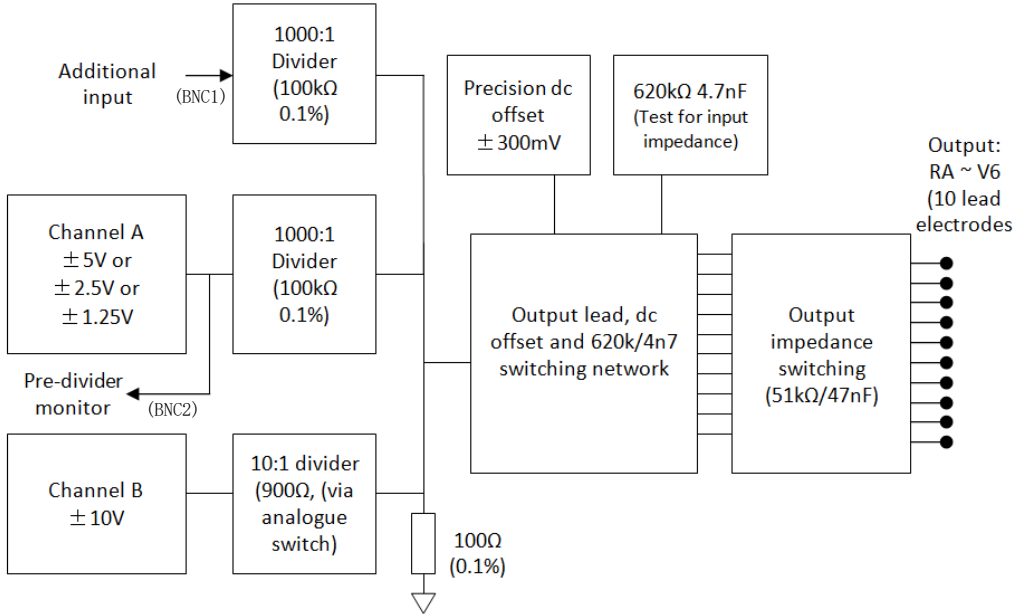 Additional
input
(BNC1)
1000:1
Divider
(100kΩ
0.1%)
Precision dc
offset
±300mV
620kΩ 4.7nF
(Test for input
impedance)
Output:
RA ~ V6
(10 lead
electrodes
Channel A
±5V or
±2.5V or
±1.25V
1000:1
Divider
(100kΩ
0.1%)
Output lead, dc
offset and 620k/4n7
switching network
Output
impedance
switching
(51kΩ/47nF)
Pre-divider
monitor
(BNC2)
Channel B
±10V
10:1 divider
(900Ω, (via
analogue
switch)
100Ω
(0.1%)